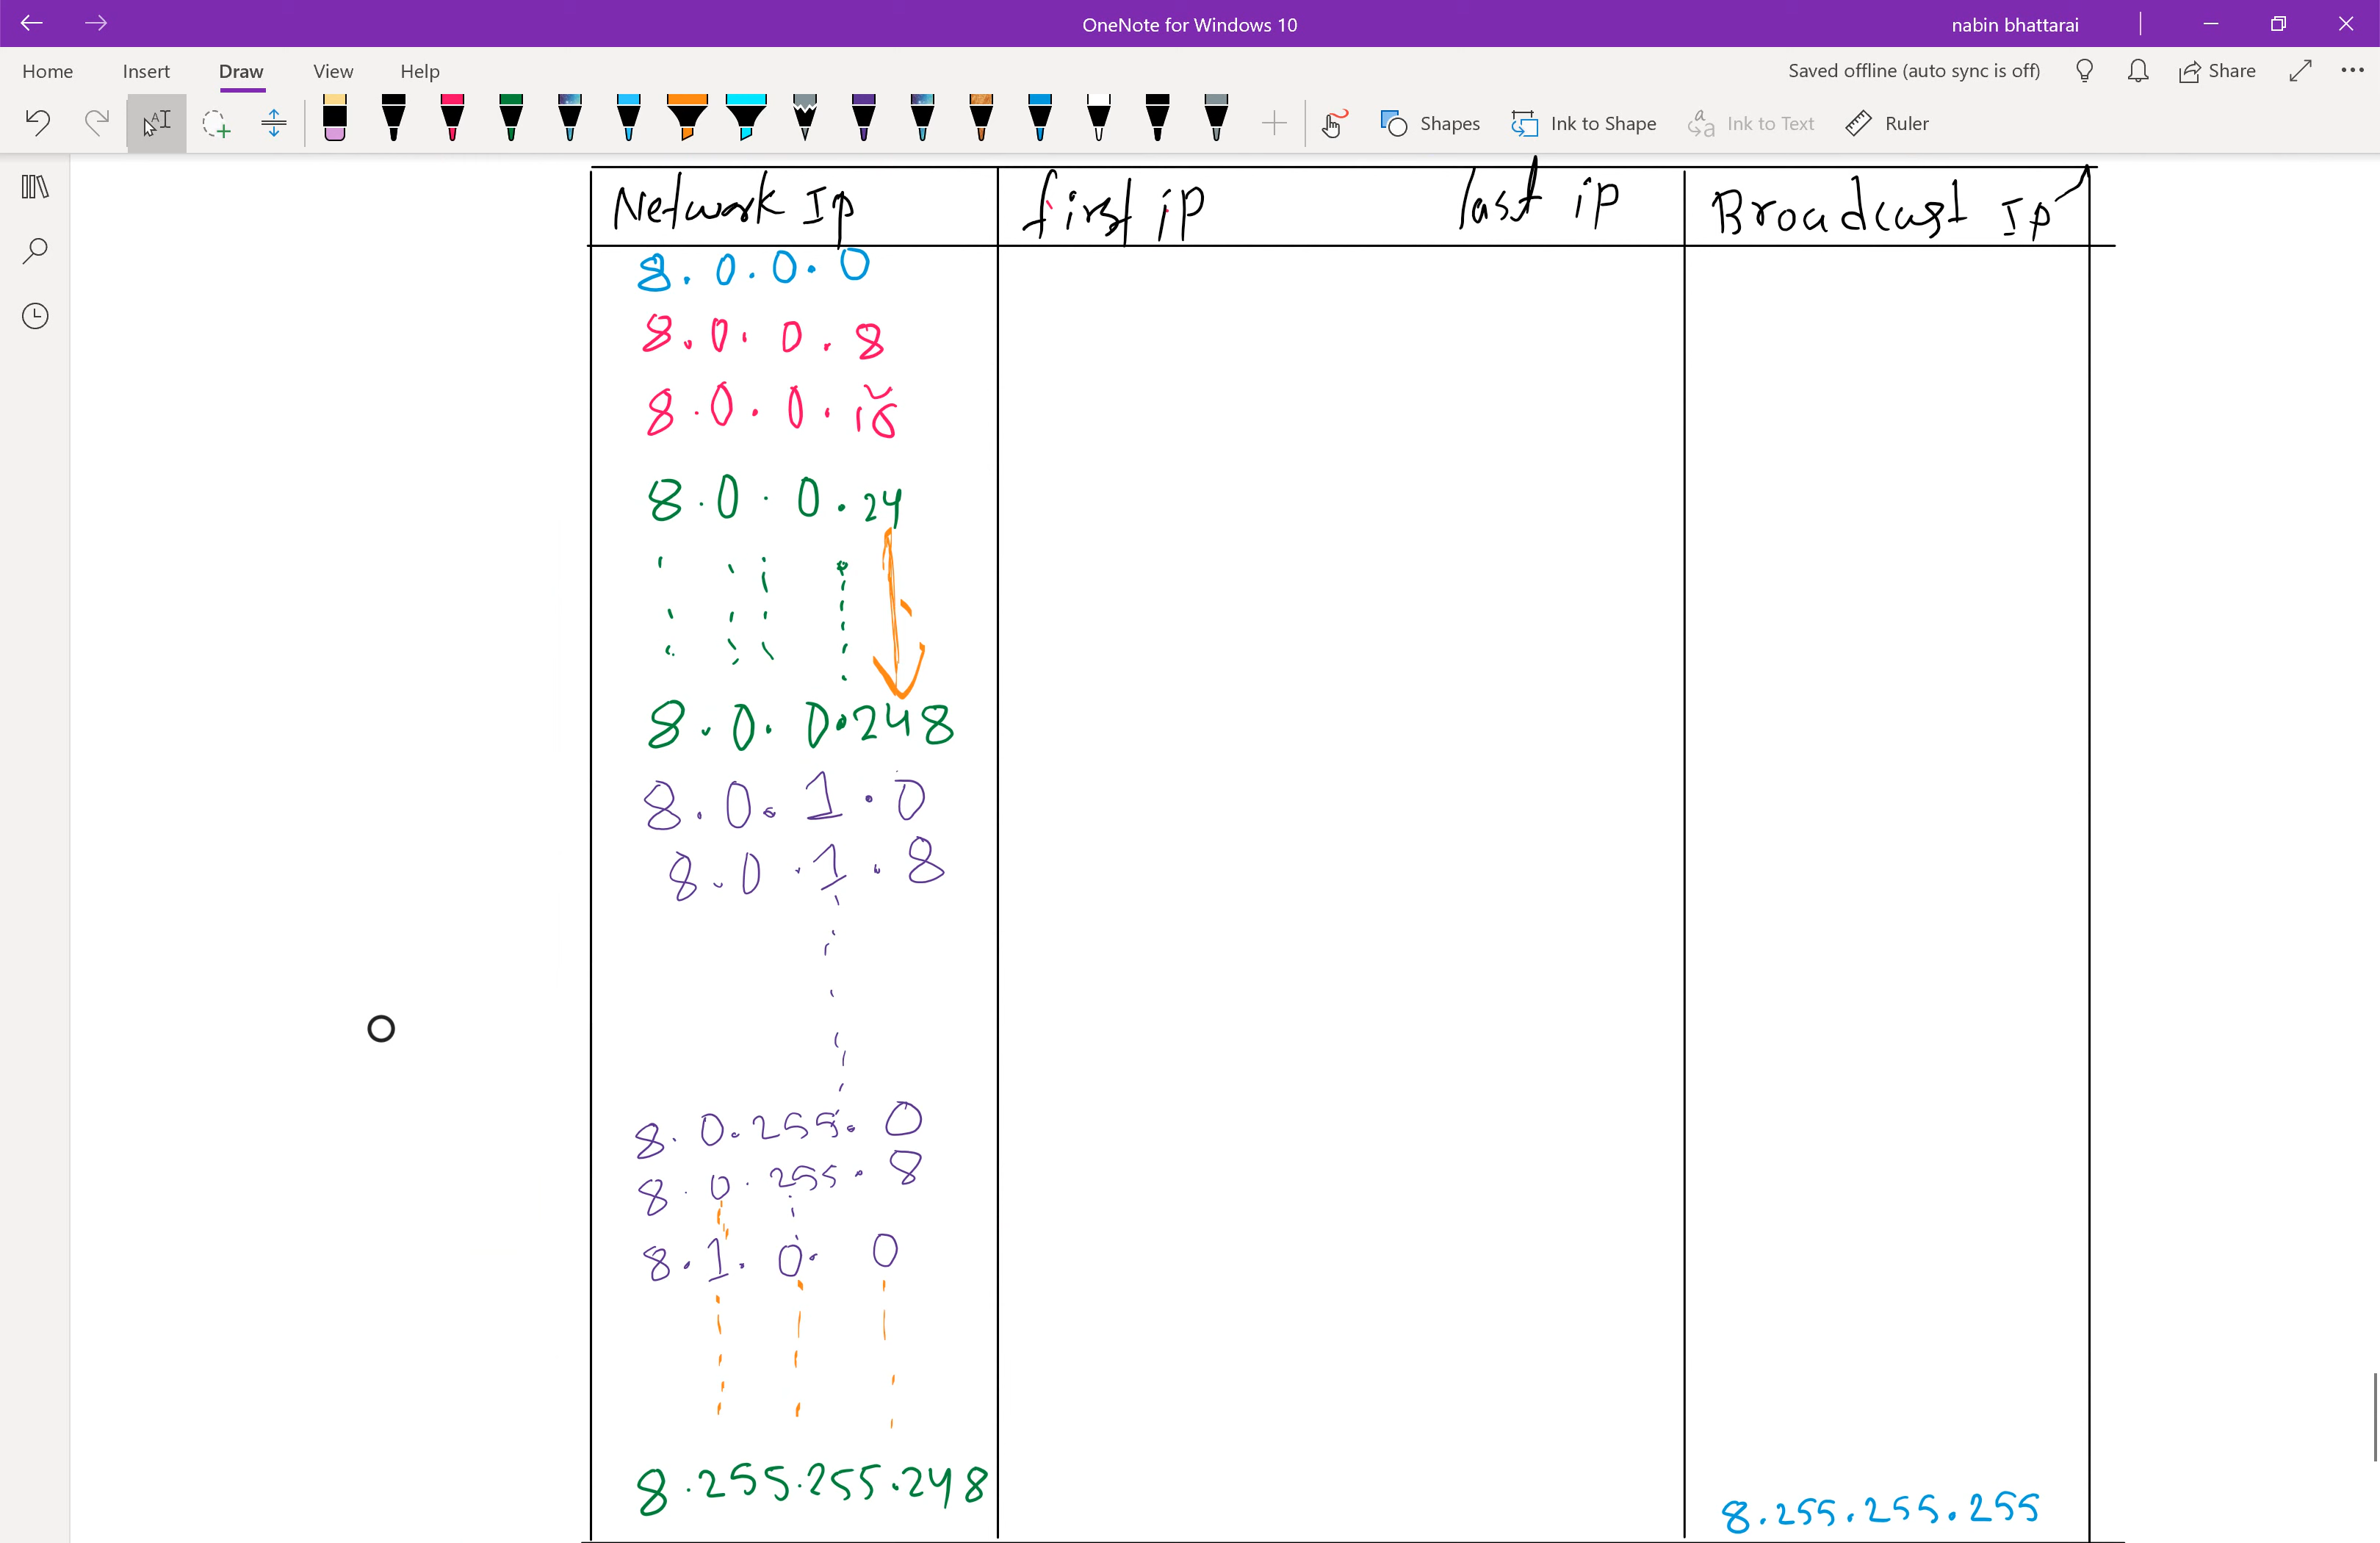 OneNote for Windows 10
nabin bhattarai
Home Insert Draw View Help
Saved offline (auto sync is off)
Share
Shapes
Ink to Shape
Ink to Text
Ruler
Network Ip first ip last ip Broadcast Ip
8.0.0.0
8.0.0.8
8.0.0.16
8.0.0.24
8.0.0.248
8.0.1.0
8.0.1.8
8.0.255.0
8.0.255.8
8.1.0.0
8.255.255.248 8.255.255.255